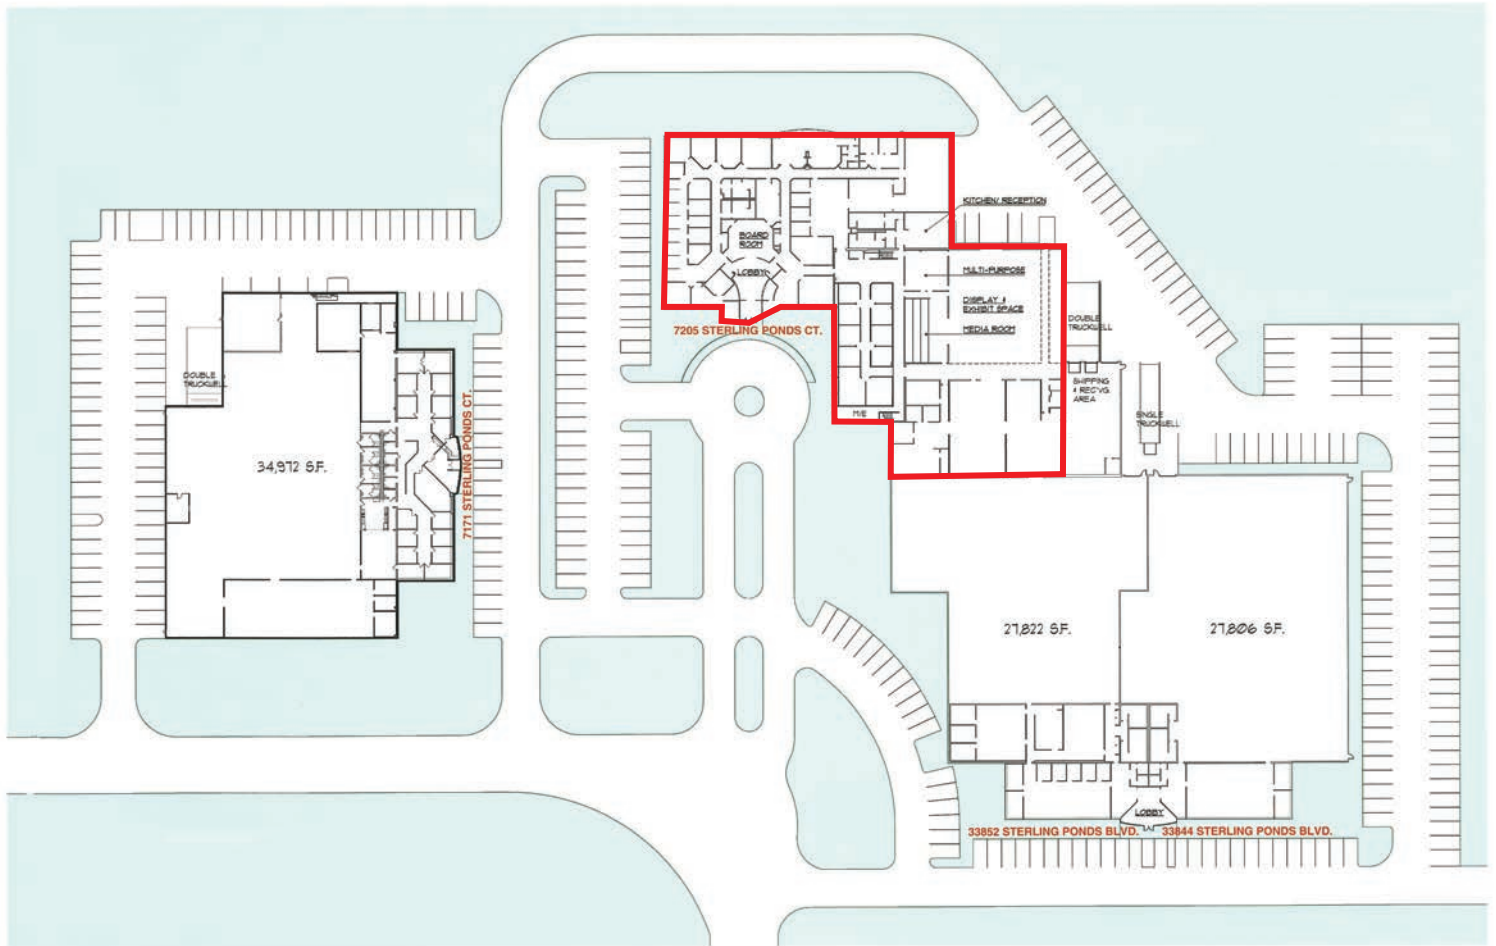 KITCHEN/ RECEPTION
BOARD
ROOM
LOBBY
MULTI-PURPOSE
DISPLAY &
EXHIBIT SPACE
MEDIA ROOM
7205 STERLING PONDS CT.
DOUBLE
TRUCKWELL
DOUBLE
TRUCKWELL
SHIPPING
& REC'VG.
AREA
M/E
SINGLE
TRUCKWELL
34,972 S.F.
7171 STERLING PONDS CT.
27,822 S.F.
27,806 S.F.
LOBBY
33852 STERLING PONDS BLVD.
33844 STERLING PONDS BLVD.